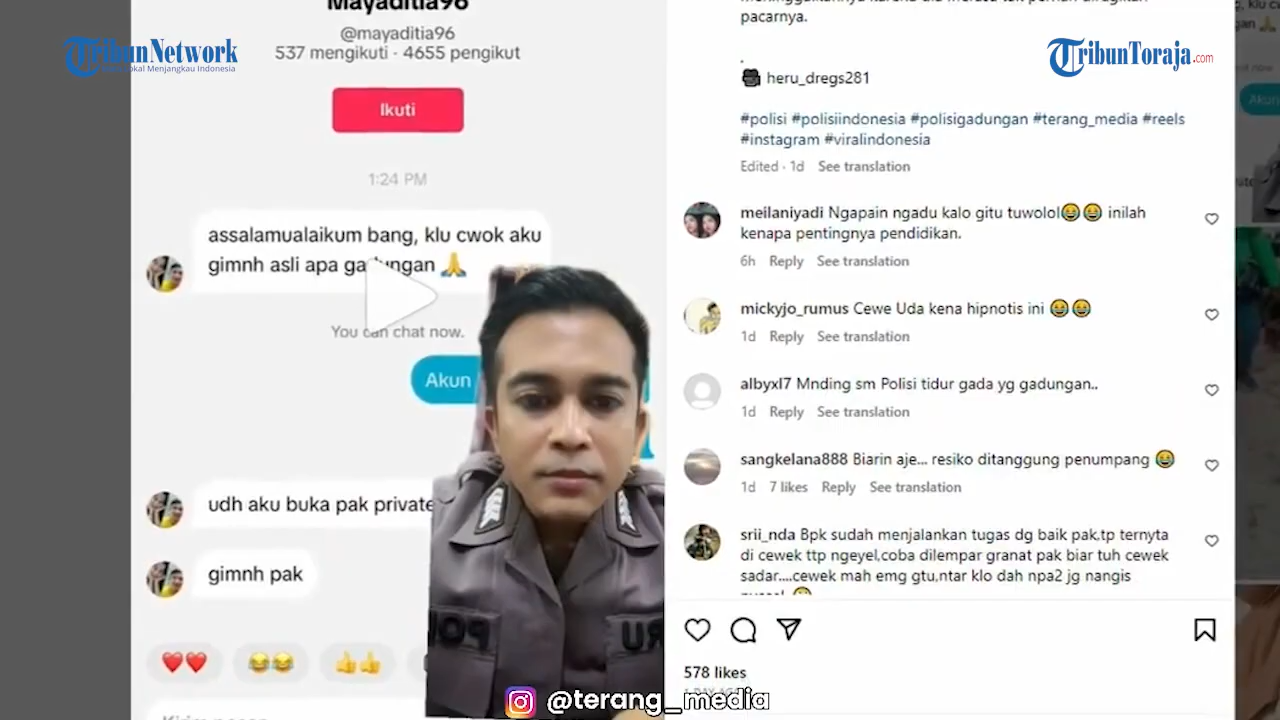 Mayaditia96
@mayaditia96
537 mengikuti - 4655 pengikut
Ikuti
1:24 PM
assalamualaikum bang, klu cwok aku
gimnh asli apa gadungan 🙏
You can chat now.
Akun
udh aku buka pak private
gimnh pak
TribunNetwork
Lokal Menjangkau Indonesia
TribunToraja.com
pacarnya.
.
heru_dregs281
#polisi #polisiindonesia #polisigadungan #terang_media #reels
#instagram #viralindonesia
Edited · 1d See translation
meilaniyadi Ngapain ngadu kalo gitu tuwolol😂😂 inilah
kenapa pentingnya pendidikan.
6h Reply See translation
mickyjo_rumus Cewe Uda kena hipnotis ini 😂😂
1d Reply See translation
albyxl7 Mnding sm Polisi tidur gada yg gadungan..
1d Reply See translation
sangkelana888 Biarin aje... resiko ditanggung penumpang 😂
1d 7 likes Reply See translation
srii_nda Bpk sudah menjalankan tugas dg baik pak,tp ternyta
di cewek ttp ngeyel,coba dilempar granat pak biar tuh cewek
sadar....cewek mah emg gtu,ntar klo dah npa2 jg nangis
578 likes
@terang_media